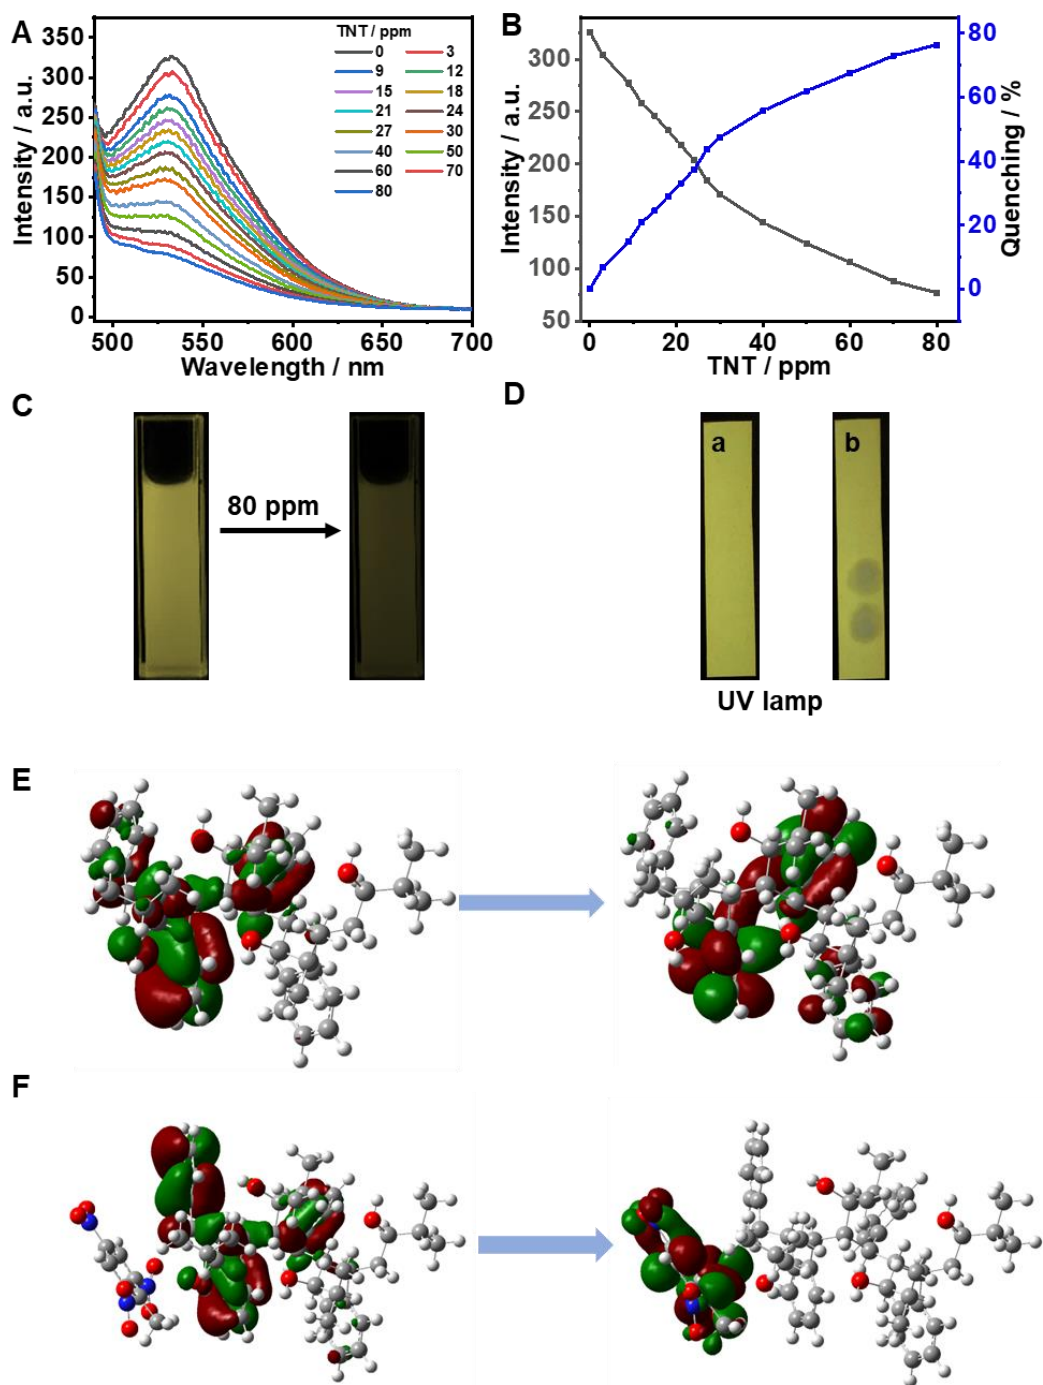 A
350
300
250
200
150
100
50
0
Intensity / a.u.
500 550 600 650 700
Wavelength / nm
TNT / ppm
0 3
9 12
15 18
21 24
27 30
40 50
60 70
80
B
300
250
200
150
100
50
Intensity / a.u.
80
60
40
20
0
Quenching / %
0 20 40 60 80
TNT / ppm
C
80 ppm
D
a b
UV lamp
E
F